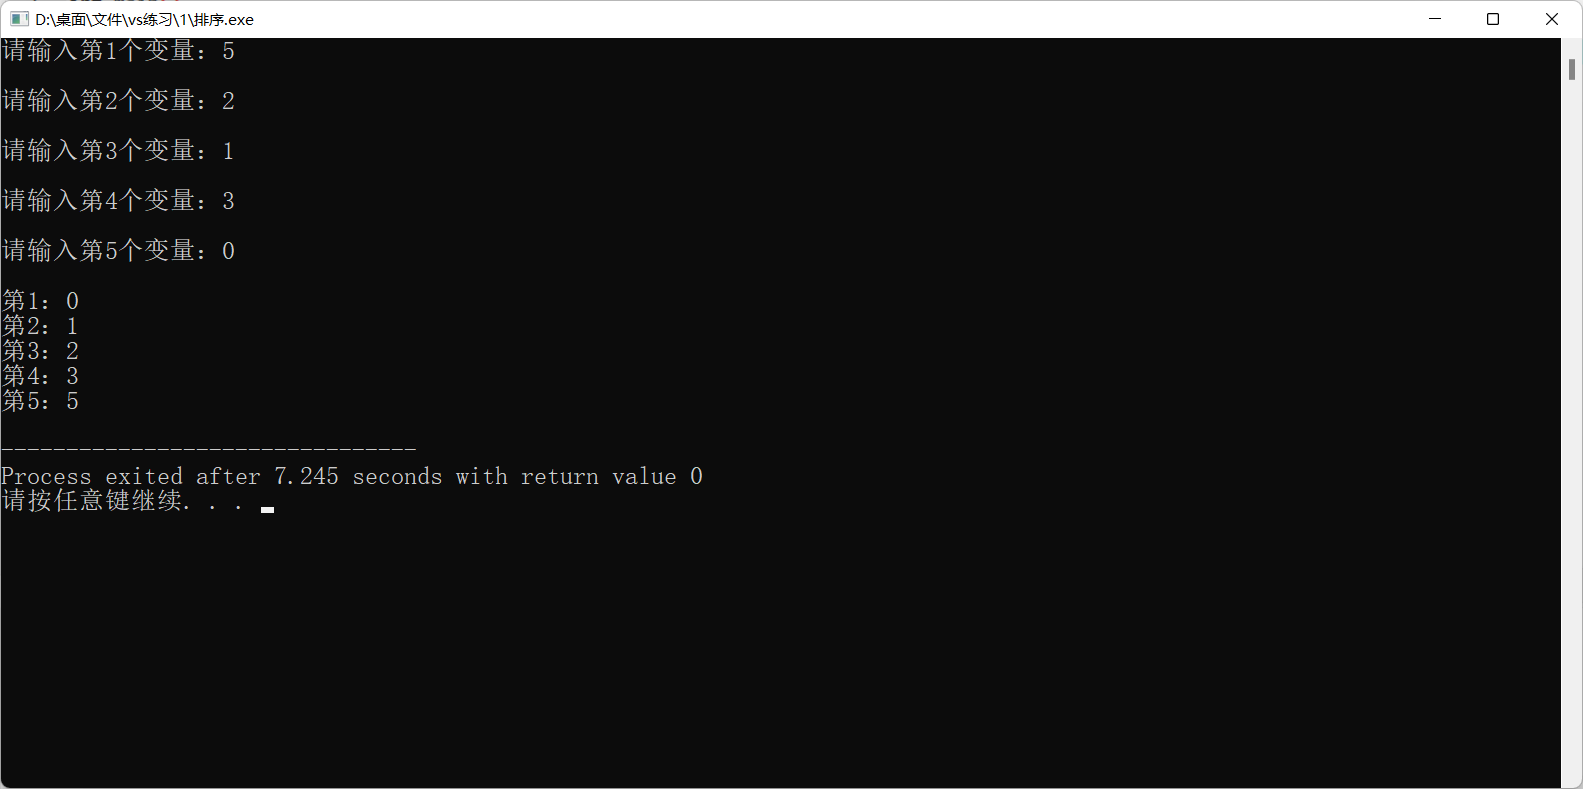 D:\桌面\文件\vs练习\1\排序.exe
请输入第1个变量：5
请输入第2个变量：2
请输入第3个变量：1
请输入第4个变量：3
请输入第5个变量：0
第1：0
第2：1
第3：2
第4：3
第5：5
--------------------------------
Process exited after 7.245 seconds with return value 0
请按任意键继续. . .